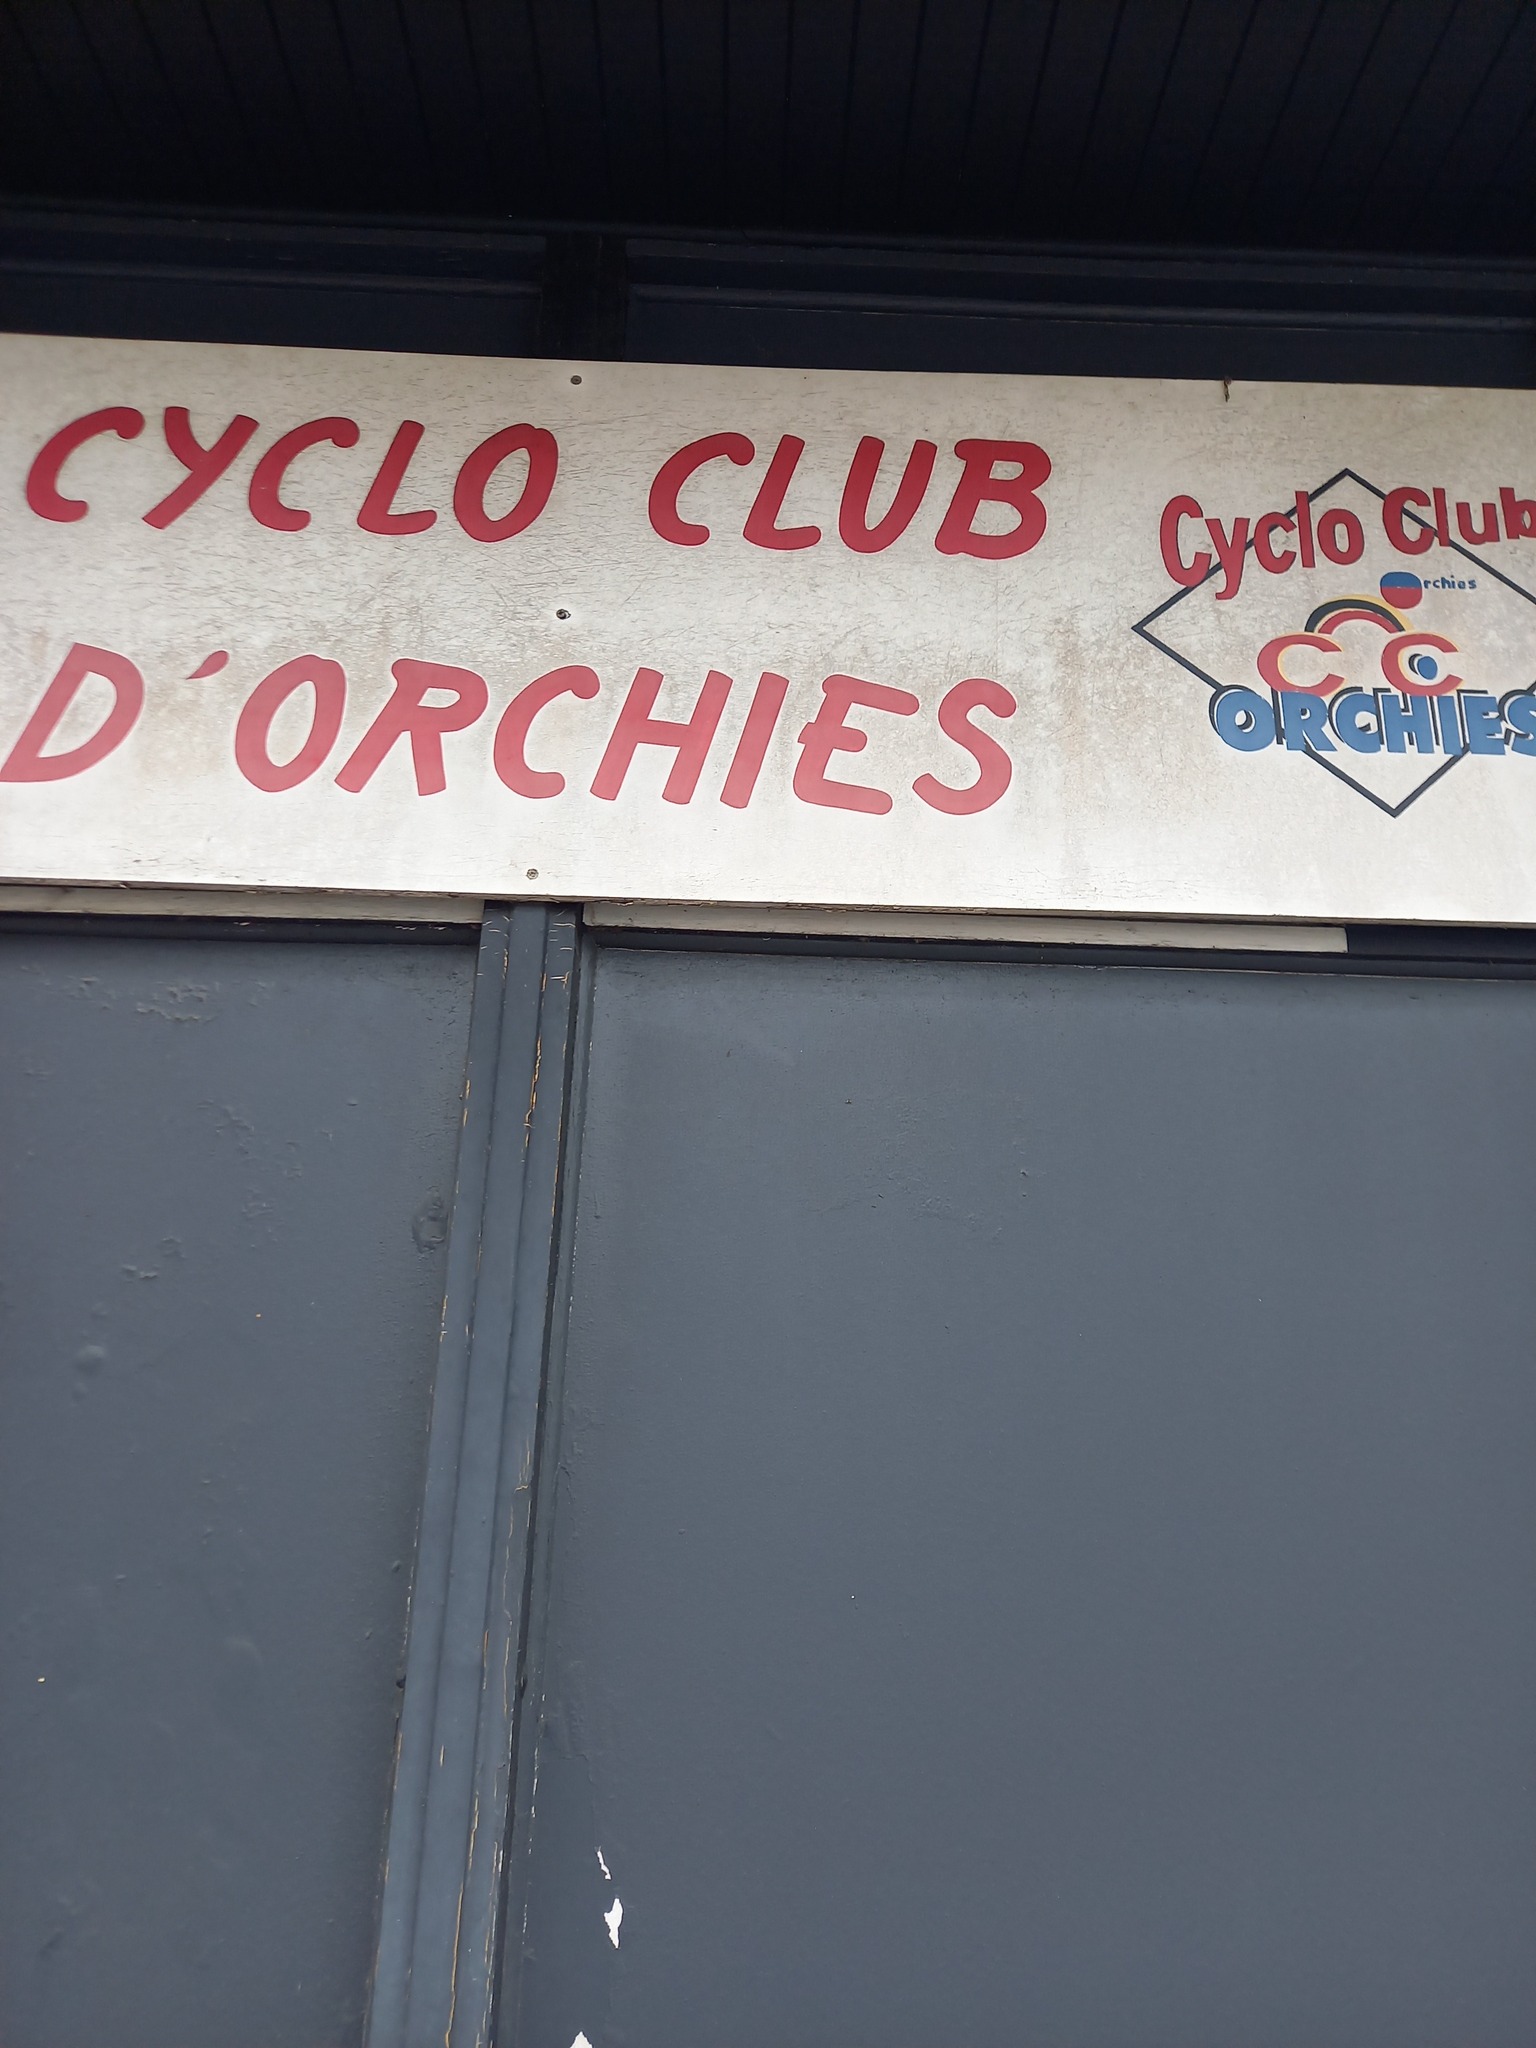 CYCLO CLUB
D'ORCHIES
Cyclo Club
Orchies
CC
ORCHIES